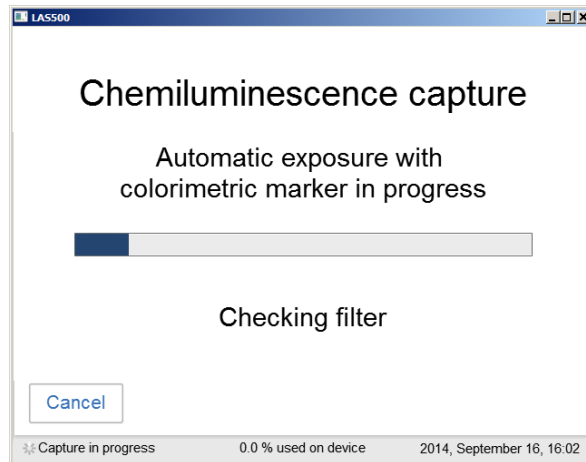 LAS500
Chemiluminescence capture
Automatic exposure with
colorimetric marker in progress
Checking filter
Cancel
Capture in progress
0.0 % used on device
2014, September 16, 16:02